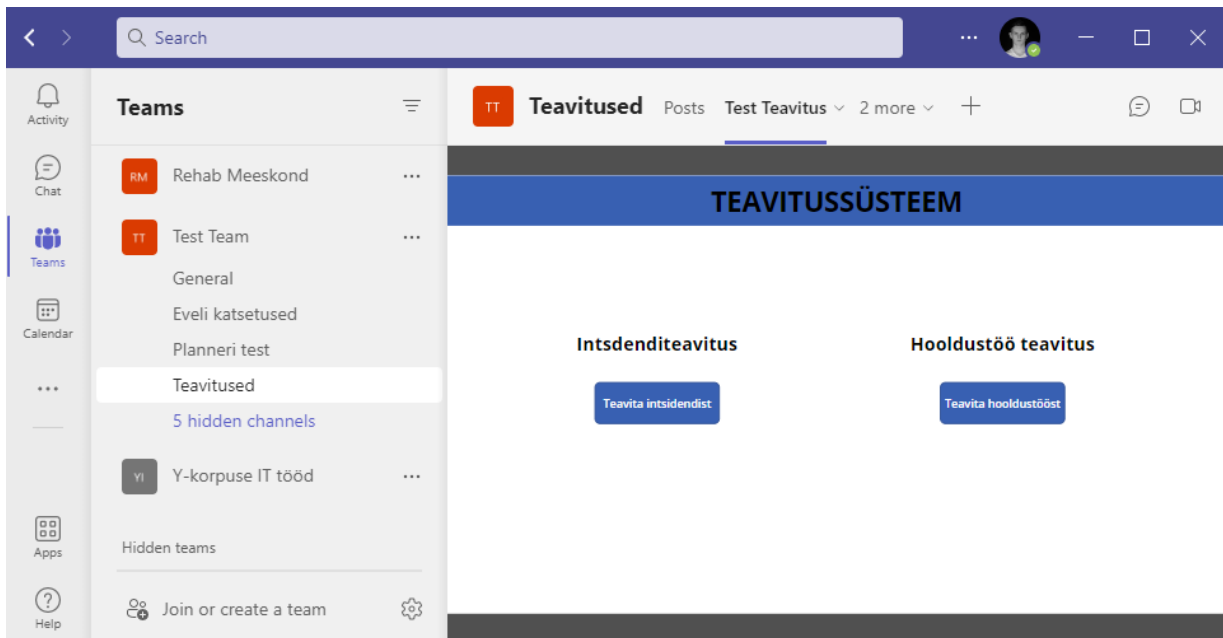 Search
Activity
Chat
Teams
Calendar
Apps
Help
Teams
RM Rehab Meeskond
TT Test Team
General
Eveli katsetused
Planneri test
Teavitused
5 hidden channels
YI Y-korpuse IT tööd
Hidden teams
Join or create a team
TT Teavitused Posts Test Teavitus 2 more
TEAVITUSSÜSTEEM
Intsdenditeavitus
Teavita intsidendist
Hooldustöö teavitus
Teavita hooldustööst